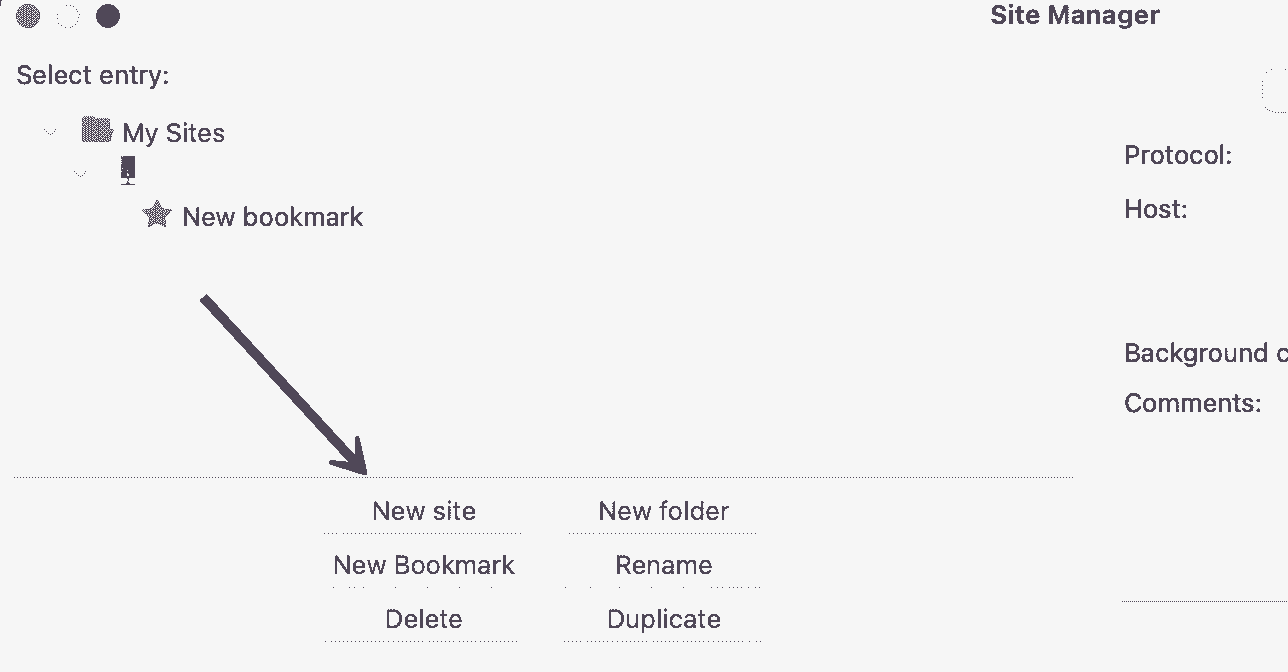 Site Manager
Select entry:
My Sites
New bookmark
Protocol:
Host:
Background
Comments:
New site New folder
New Bookmark Rename
Delete Duplicate